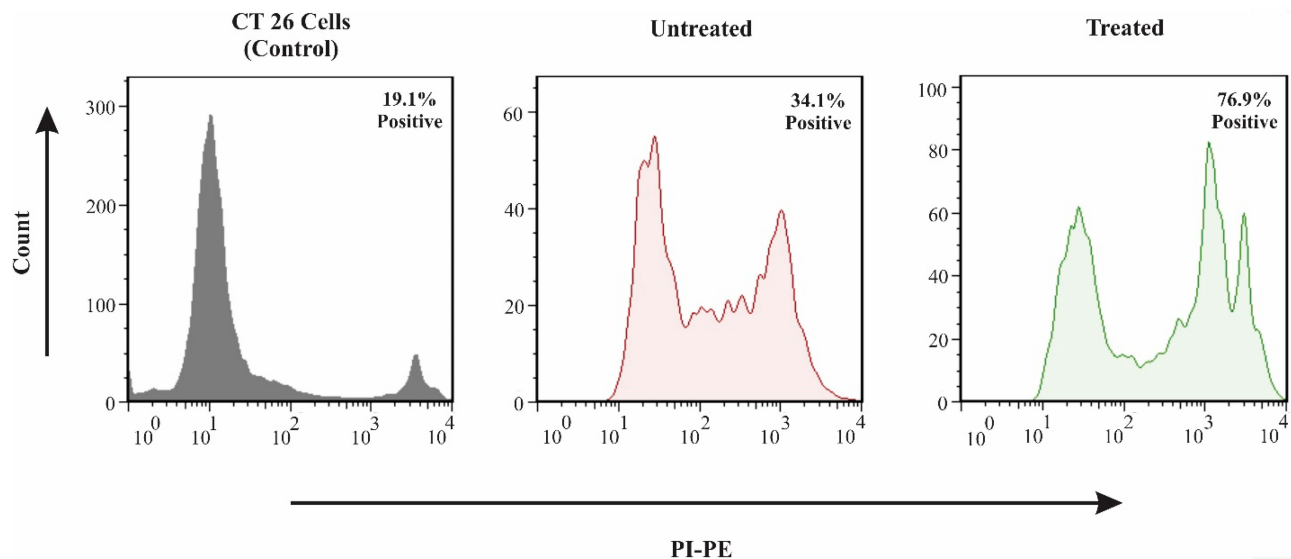 CT 26 Cells
(Control)
Untreated
Treated
19.1%
Positive
34.1%
Positive
76.9%
Positive
Count
300
200
100
0
10^0 10^1 10^2 10^3 10^4
60
40
20
0
10^0 10^1 10^2 10^3 10^4
100
80
60
40
20
0
10^0 10^1 10^2 10^3 10^4
PI-PE